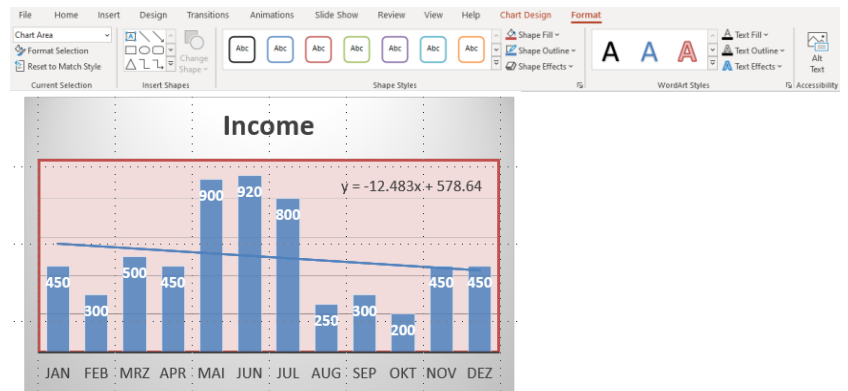 File Home Insert Design Transitions Animations Slide Show Review View Help Chart Design Format
Chart Area
Format Selection
Reset to Match Style
Current Selection
A
Change
Shape
Insert Shapes
Abc Abc Abc Abc Abc Abc Abc
Shape Fill
Shape Outline
Shape Effects
Shape Styles
A A A
A Text Fill
A Text Outline
A Text Effects
WordArt Styles
Alt
Text
Accessibility
Income
y = -12.483x + 578.64
450 300 500 450 900 920 800 250 300 200 450 450
JAN FEB MRZ APR MAI JUN JUL AUG SEP OKT NOV DEZ